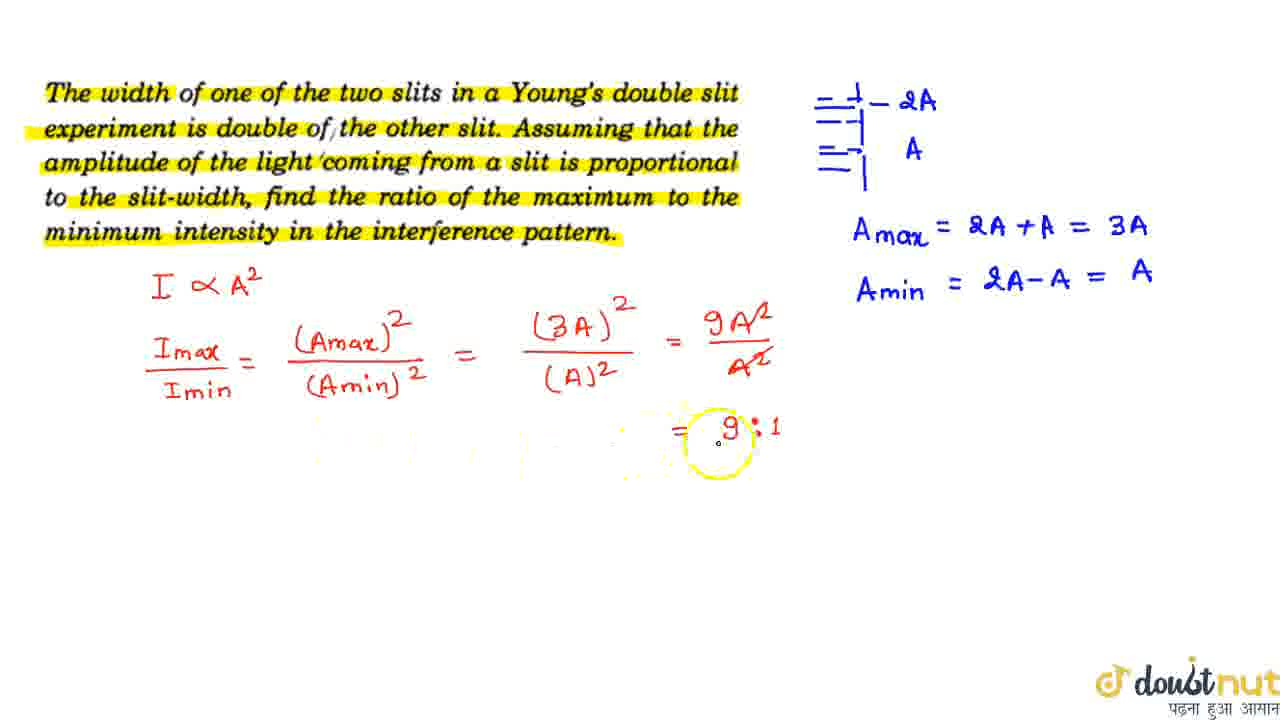 The width of one of the two slits in a Young's double slit
experiment is double of the other slit. Assuming that the
amplitude of the light coming from a slit is proportional
to the slit-width, find the ratio of the maximum to the
minimum intensity in the interference pattern.
2A
A
Amax = 2A + A = 3A
Amin = 2A - A = A
I ∝ A²
Imax/Imin = (Amax)²/(Amin)² = (3A)²/(A)² = 9A²/A²
= 9 : 1
doubtnut
पढ़ना हुआ आसान